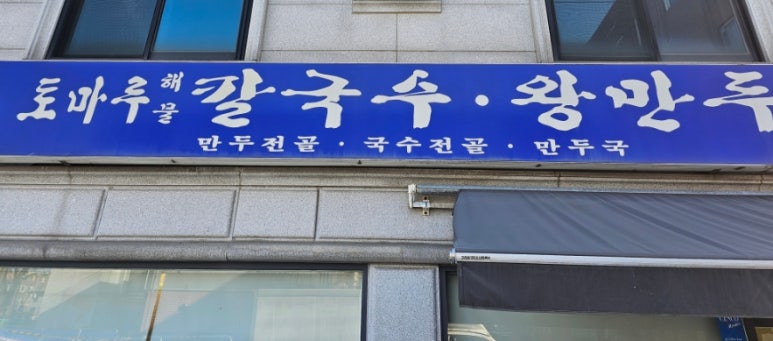 토마루 해물 칼국수 · 왕만두
만두전골 · 국수전골 · 만두국